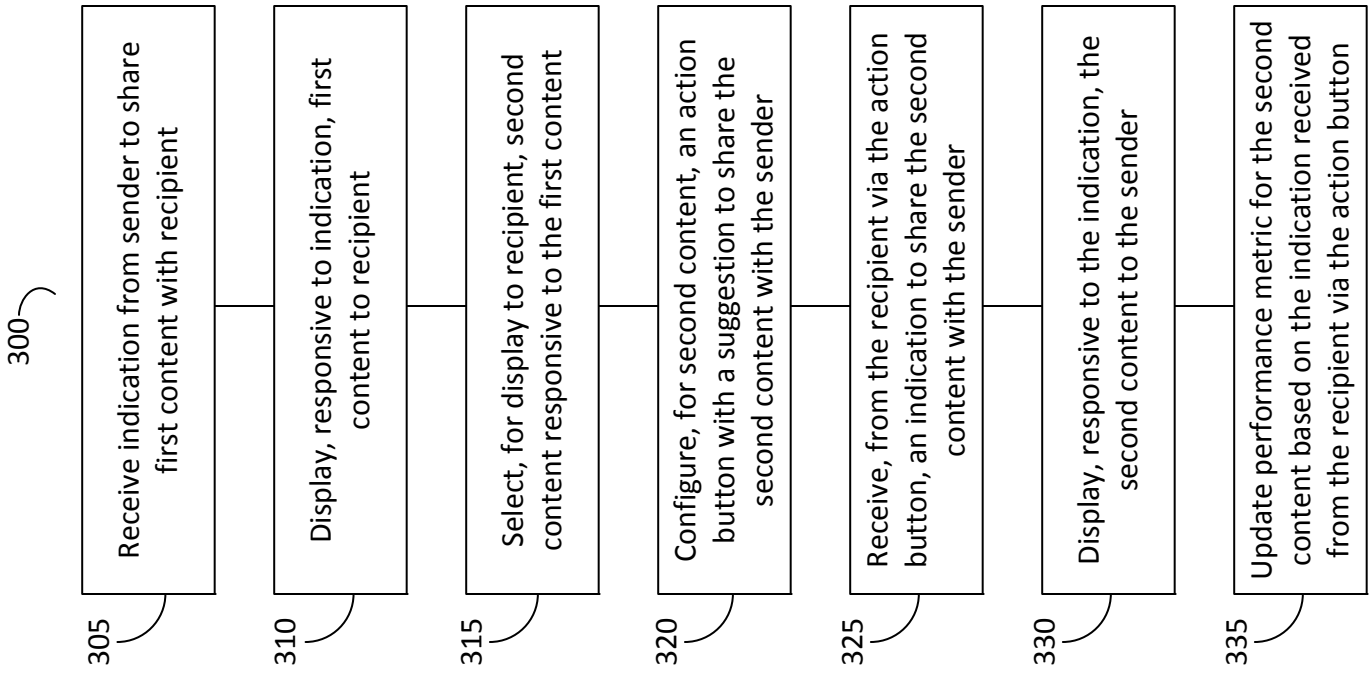 300
305
Receive indication from sender to share
first content with recipient
310
Display, responsive to indication, first
content to recipient
315
Select, for display to recipient, second
content responsive to the first content
320
Configure, for second content, an action
button with a suggestion to share the
second content with the sender
325
Receive, from the recipient via the action
button, an indication to share the second
content with the sender
330
Display, responsive to the indication, the
second content to the sender
335
Update performance metric for the second
content based on the indication received
from the recipient via the action button